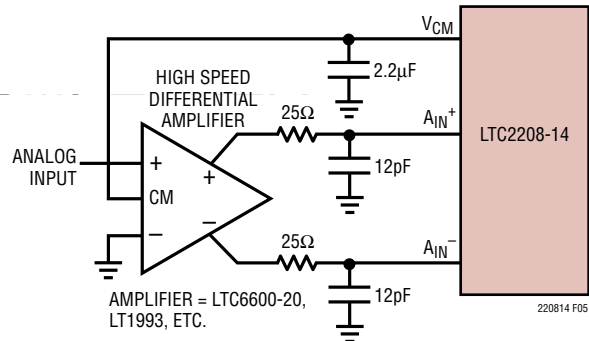 V_CM
2.2µF
HIGH SPEED
DIFFERENTIAL
AMPLIFIER
25Ω
A_IN^+
LTC2208-14
ANALOG
INPUT
+
+
12pF
CM
–
–
25Ω
A_IN^–
12pF
AMPLIFIER = LTC6600-20,
LT1993, ETC.
220814 F05